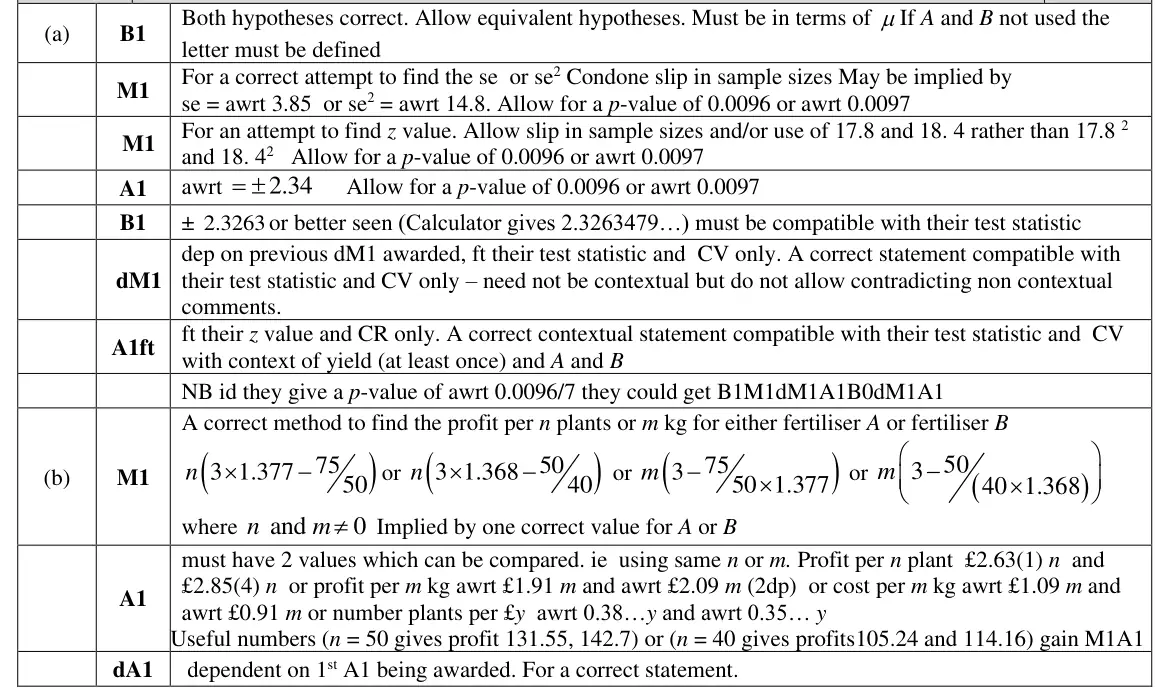 (a) B1 Both hypotheses correct. Allow equivalent hypotheses. Must be in terms of μ If A and B not used the
letter must be defined
M1 For a correct attempt to find the se or se² Condone slip in sample sizes May be implied by
se = awrt 3.85 or se² = awrt 14.8. Allow for a p-value of 0.0096 or awrt 0.0097
M1 For an attempt to find z value. Allow slip in sample sizes and/or use of 17.8 and 18. 4 rather than 17.8 ²
and 18. 4² Allow for a p-value of 0.0096 or awrt 0.0097
A1 awrt = ±2.34 Allow for a p-value of 0.0096 or awrt 0.0097
B1 ± 2.3263 or better seen (Calculator gives 2.3263479…) must be compatible with their test statistic
dM1 dep on previous dM1 awarded, ft their test statistic and CV only. A correct statement compatible with
their test statistic and CV only – need not be contextual but do not allow contradicting non contextual
comments.
A1ft ft their z value and CR only. A correct contextual statement compatible with their test statistic and CV
with context of yield (at least once) and A and B
NB id they give a p-value of awrt 0.0096/7 they could get B1M1dM1A1B0dM1A1
(b) M1 A correct method to find the profit per n plants or m kg for either fertiliser A or fertiliser B
n(3×1.377 − 75/50) or n(3×1.368 − 50/40) or m(3 − 75/50×1.377) or m(3 − 50/(40×1.368))
where n and m ≠ 0 Implied by one correct value for A or B
A1 must have 2 values which can be compared. ie using same n or m. Profit per n plant £2.63(1) n and
£2.85(4) n or profit per m kg awrt £1.91 m and awrt £2.09 m (2dp) or cost per m kg awrt £1.09 m and
awrt £0.91 m or number plants per £y awrt 0.38…y and awrt 0.35… y
Useful numbers (n = 50 gives profit 131.55, 142.7) or (n = 40 gives profits105.24 and 114.16) gain M1A1
dA1 dependent on 1st A1 being awarded. For a correct statement.